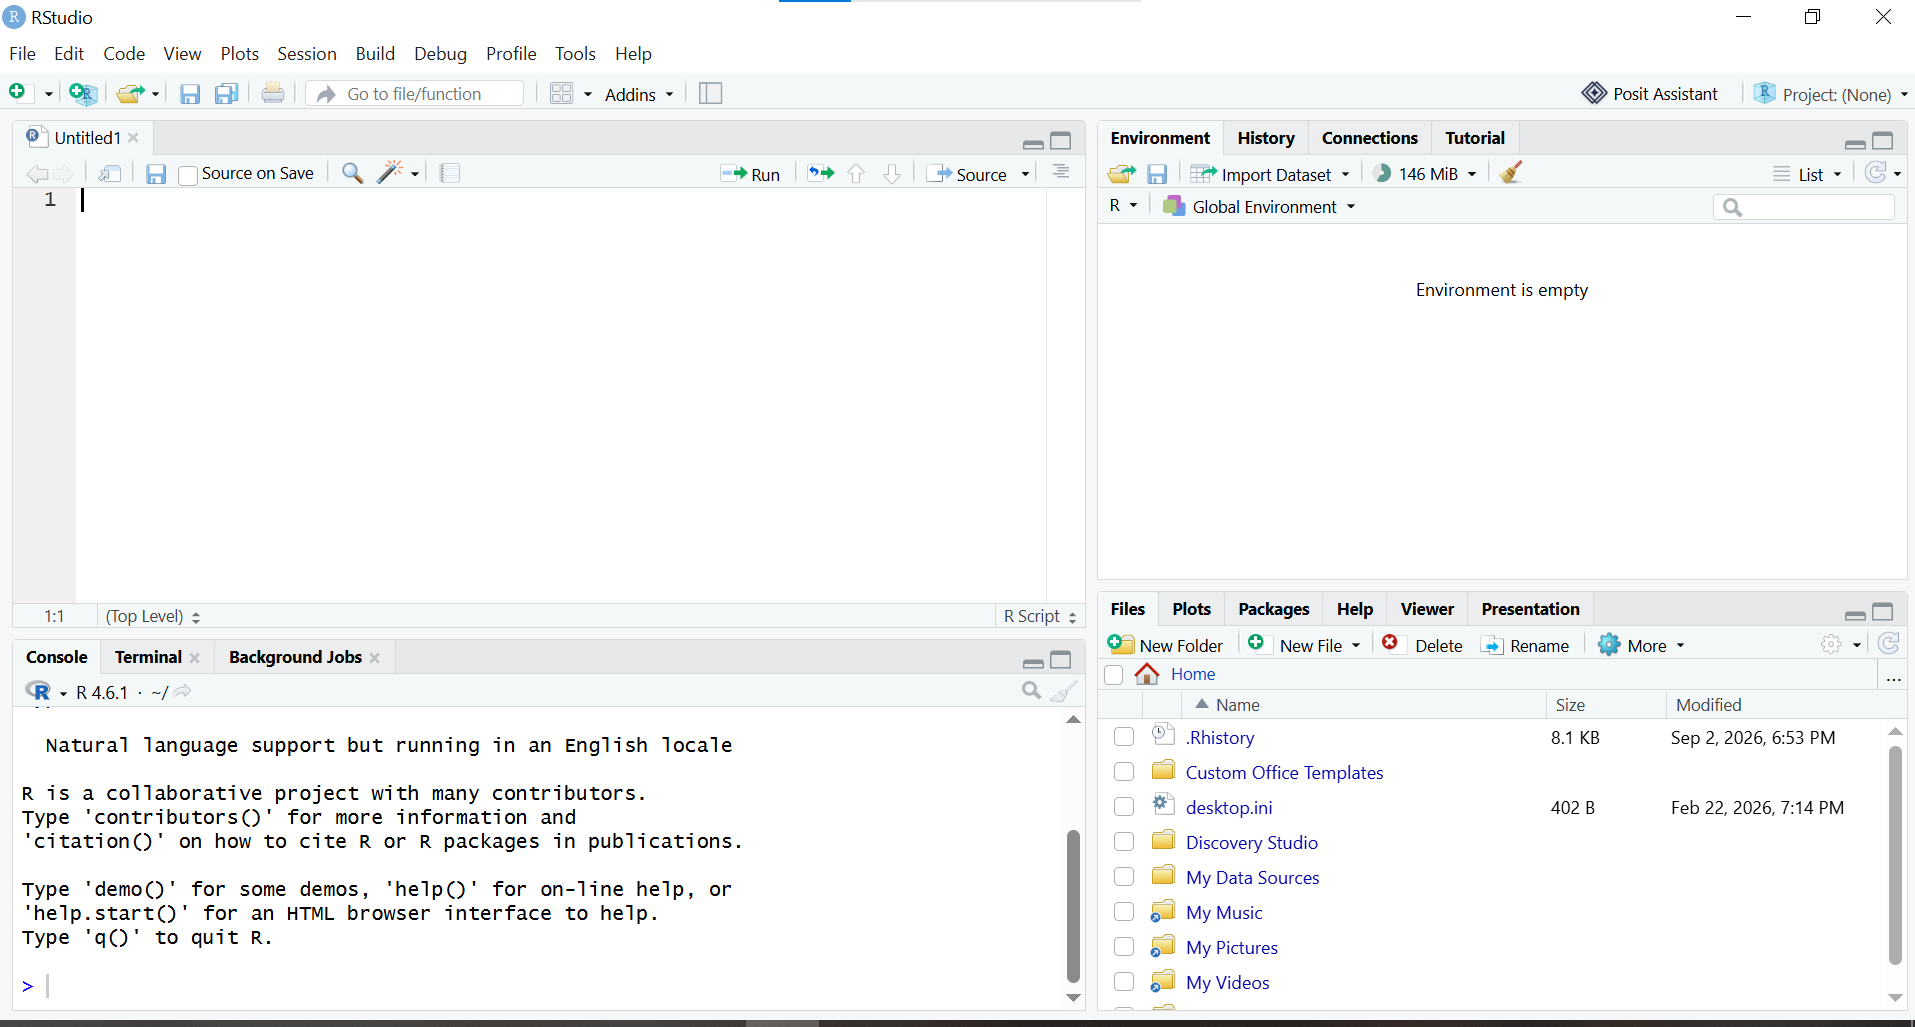 RStudio
File Edit Code View Plots Session Build Debug Profile Tools Help
Go to file/function Addins Posit Assistant Project: (None)
Untitled1
Source on Save Run Source
1
1:1 (Top Level) R Script
Console Terminal Background Jobs
R 4.6.1 · ~/
Natural language support but running in an English locale
R is a collaborative project with many contributors.
Type 'contributors()' for more information and
'citation()' on how to cite R or R packages in publications.
Type 'demo()' for some demos, 'help()' for on-line help, or
'help.start()' for an HTML browser interface to help.
Type 'q()' to quit R.
>
Environment History Connections Tutorial
Import Dataset 146 MiB List
R Global Environment
Environment is empty
Files Plots Packages Help Viewer Presentation
New Folder New File Delete Rename More
Home ...
Name Size Modified
.Rhistory 8.1 KB Sep 2, 2026, 6:53 PM
Custom Office Templates
desktop.ini 402 B Feb 22, 2026, 7:14 PM
Discovery Studio
My Data Sources
My Music
My Pictures
My Videos